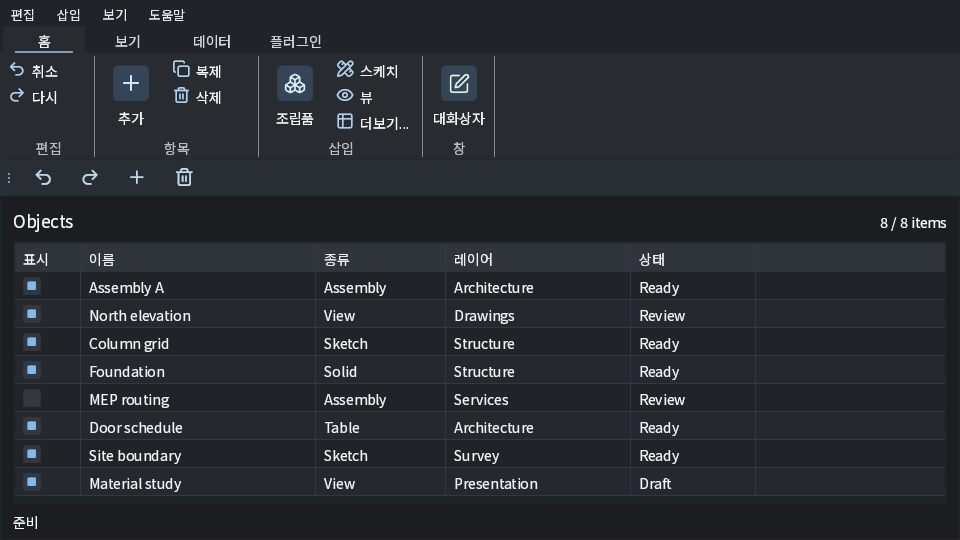 편집 삽입 보기 도움말
홈 보기 데이터 플러그인
취소 복제 스케치
다시 삭제 뷰
추가 조립품 더보기... 대화상자
편집 항목 삽입 창
Objects 8 / 8 items
표시 이름 종류 레이어 상태
Assembly A Assembly Architecture Ready
North elevation View Drawings Review
Column grid Sketch Structure Ready
Foundation Solid Structure Ready
MEP routing Assembly Services Review
Door schedule Table Architecture Ready
Site boundary Sketch Survey Ready
Material study View Presentation Draft
준비